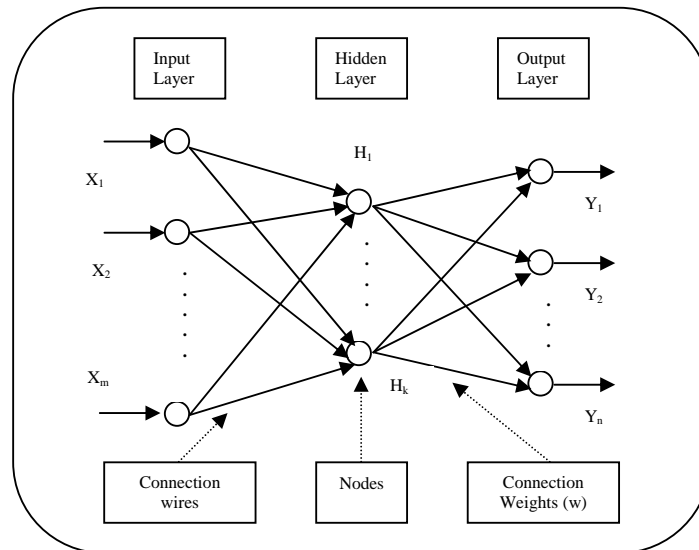 Input
Layer
Hidden
Layer
Output
Layer
H1
X1
Y1
X2
Y2
Xm
Hk
Yn
Connection
wires
Nodes
Connection
Weights (w)